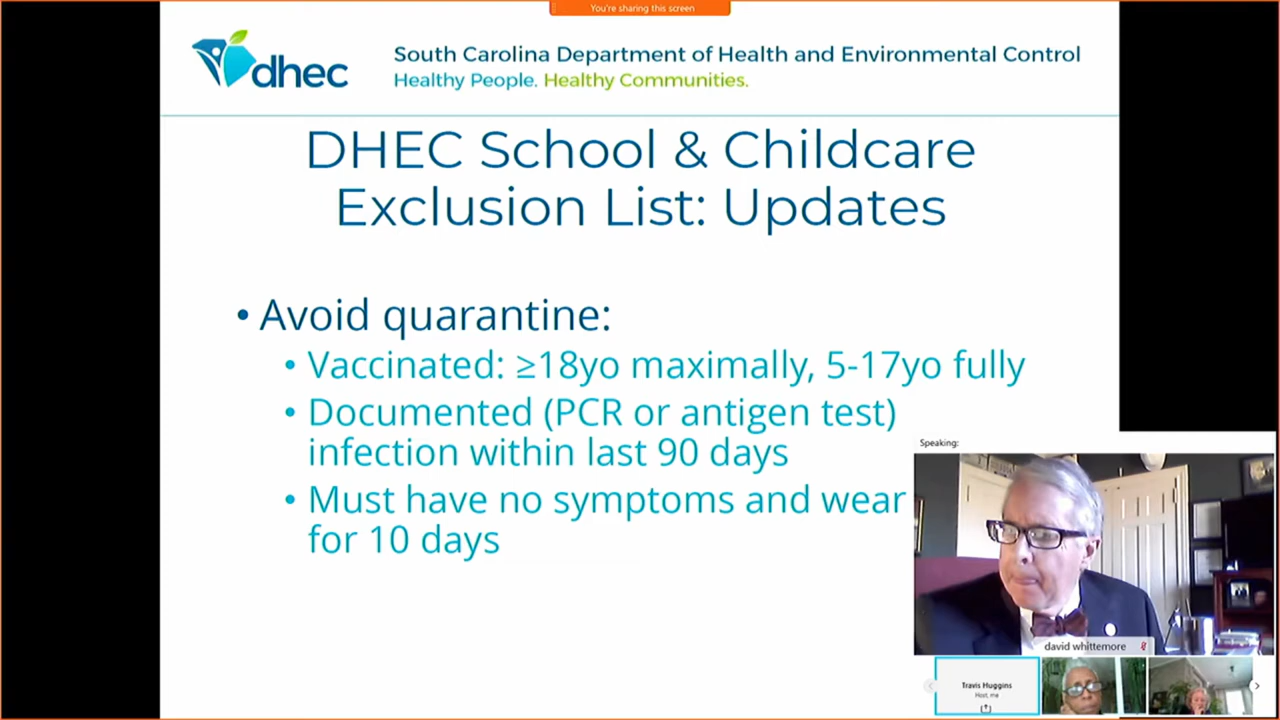 You're sharing this screen
dhec
South Carolina Department of Health and Environmental Control
Healthy People. Healthy Communities.
DHEC School & Childcare
Exclusion List: Updates
• Avoid quarantine:
• Vaccinated: ≥18yo maximally, 5-17yo fully
• Documented (PCR or antigen test)
infection within last 90 days
• Must have no symptoms and wear
for 10 days
Speaking:
david whittemore
Travis Huggins
Host, me